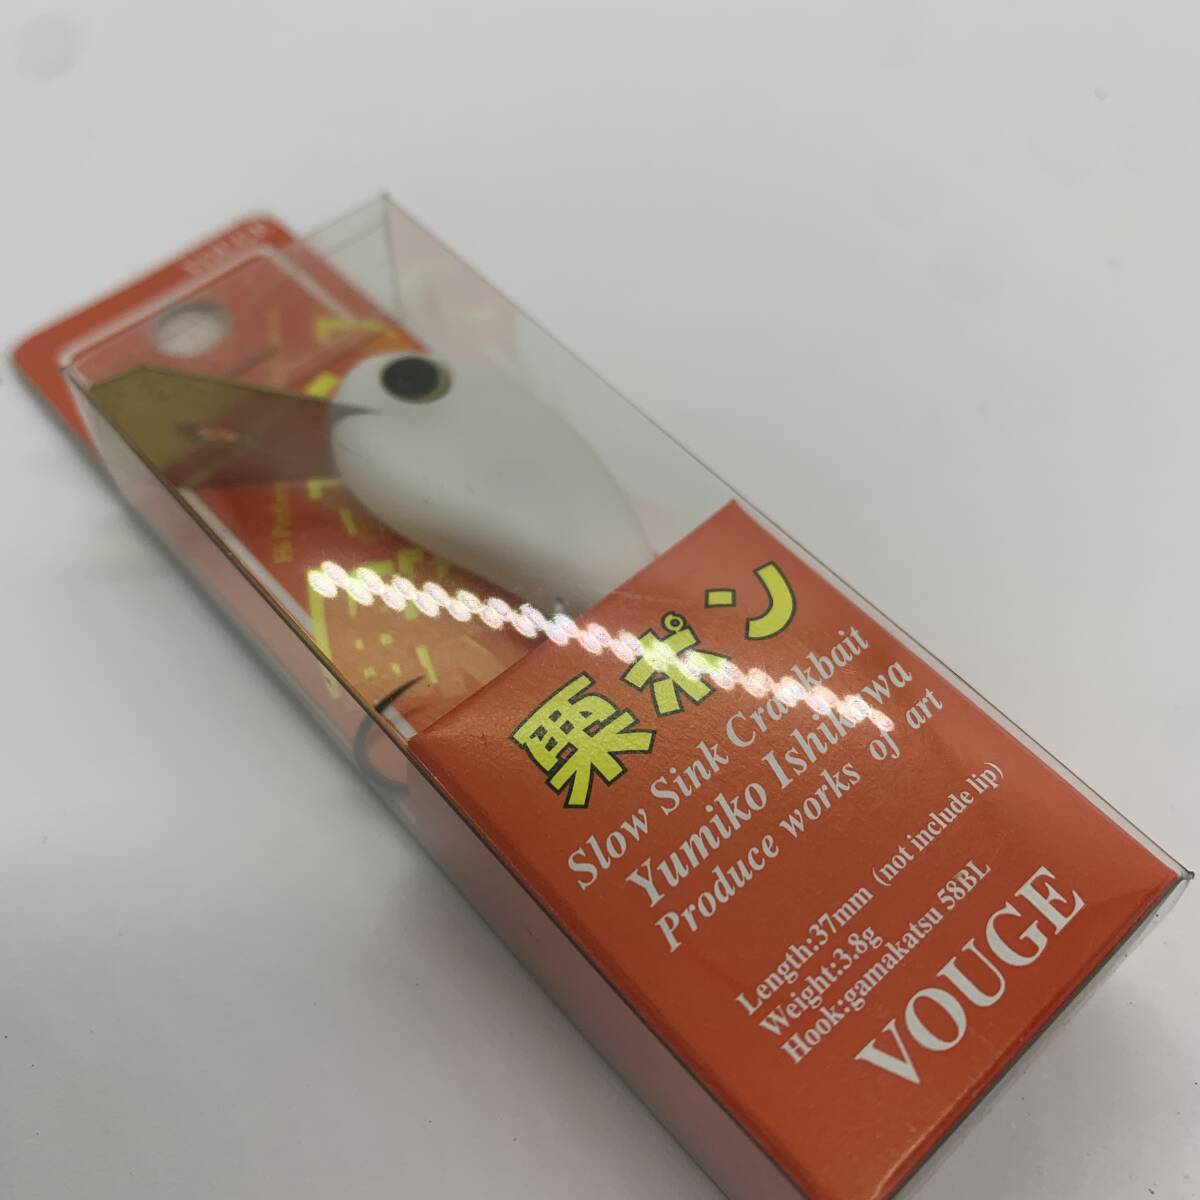 栗ポン
Slow Sink Crankbait
Yumiko Ishikawa
Produce works of art
Length:37mm (not include lip)
Weight:3.8g
Hook:gamakatsu 58BL
VOUGE